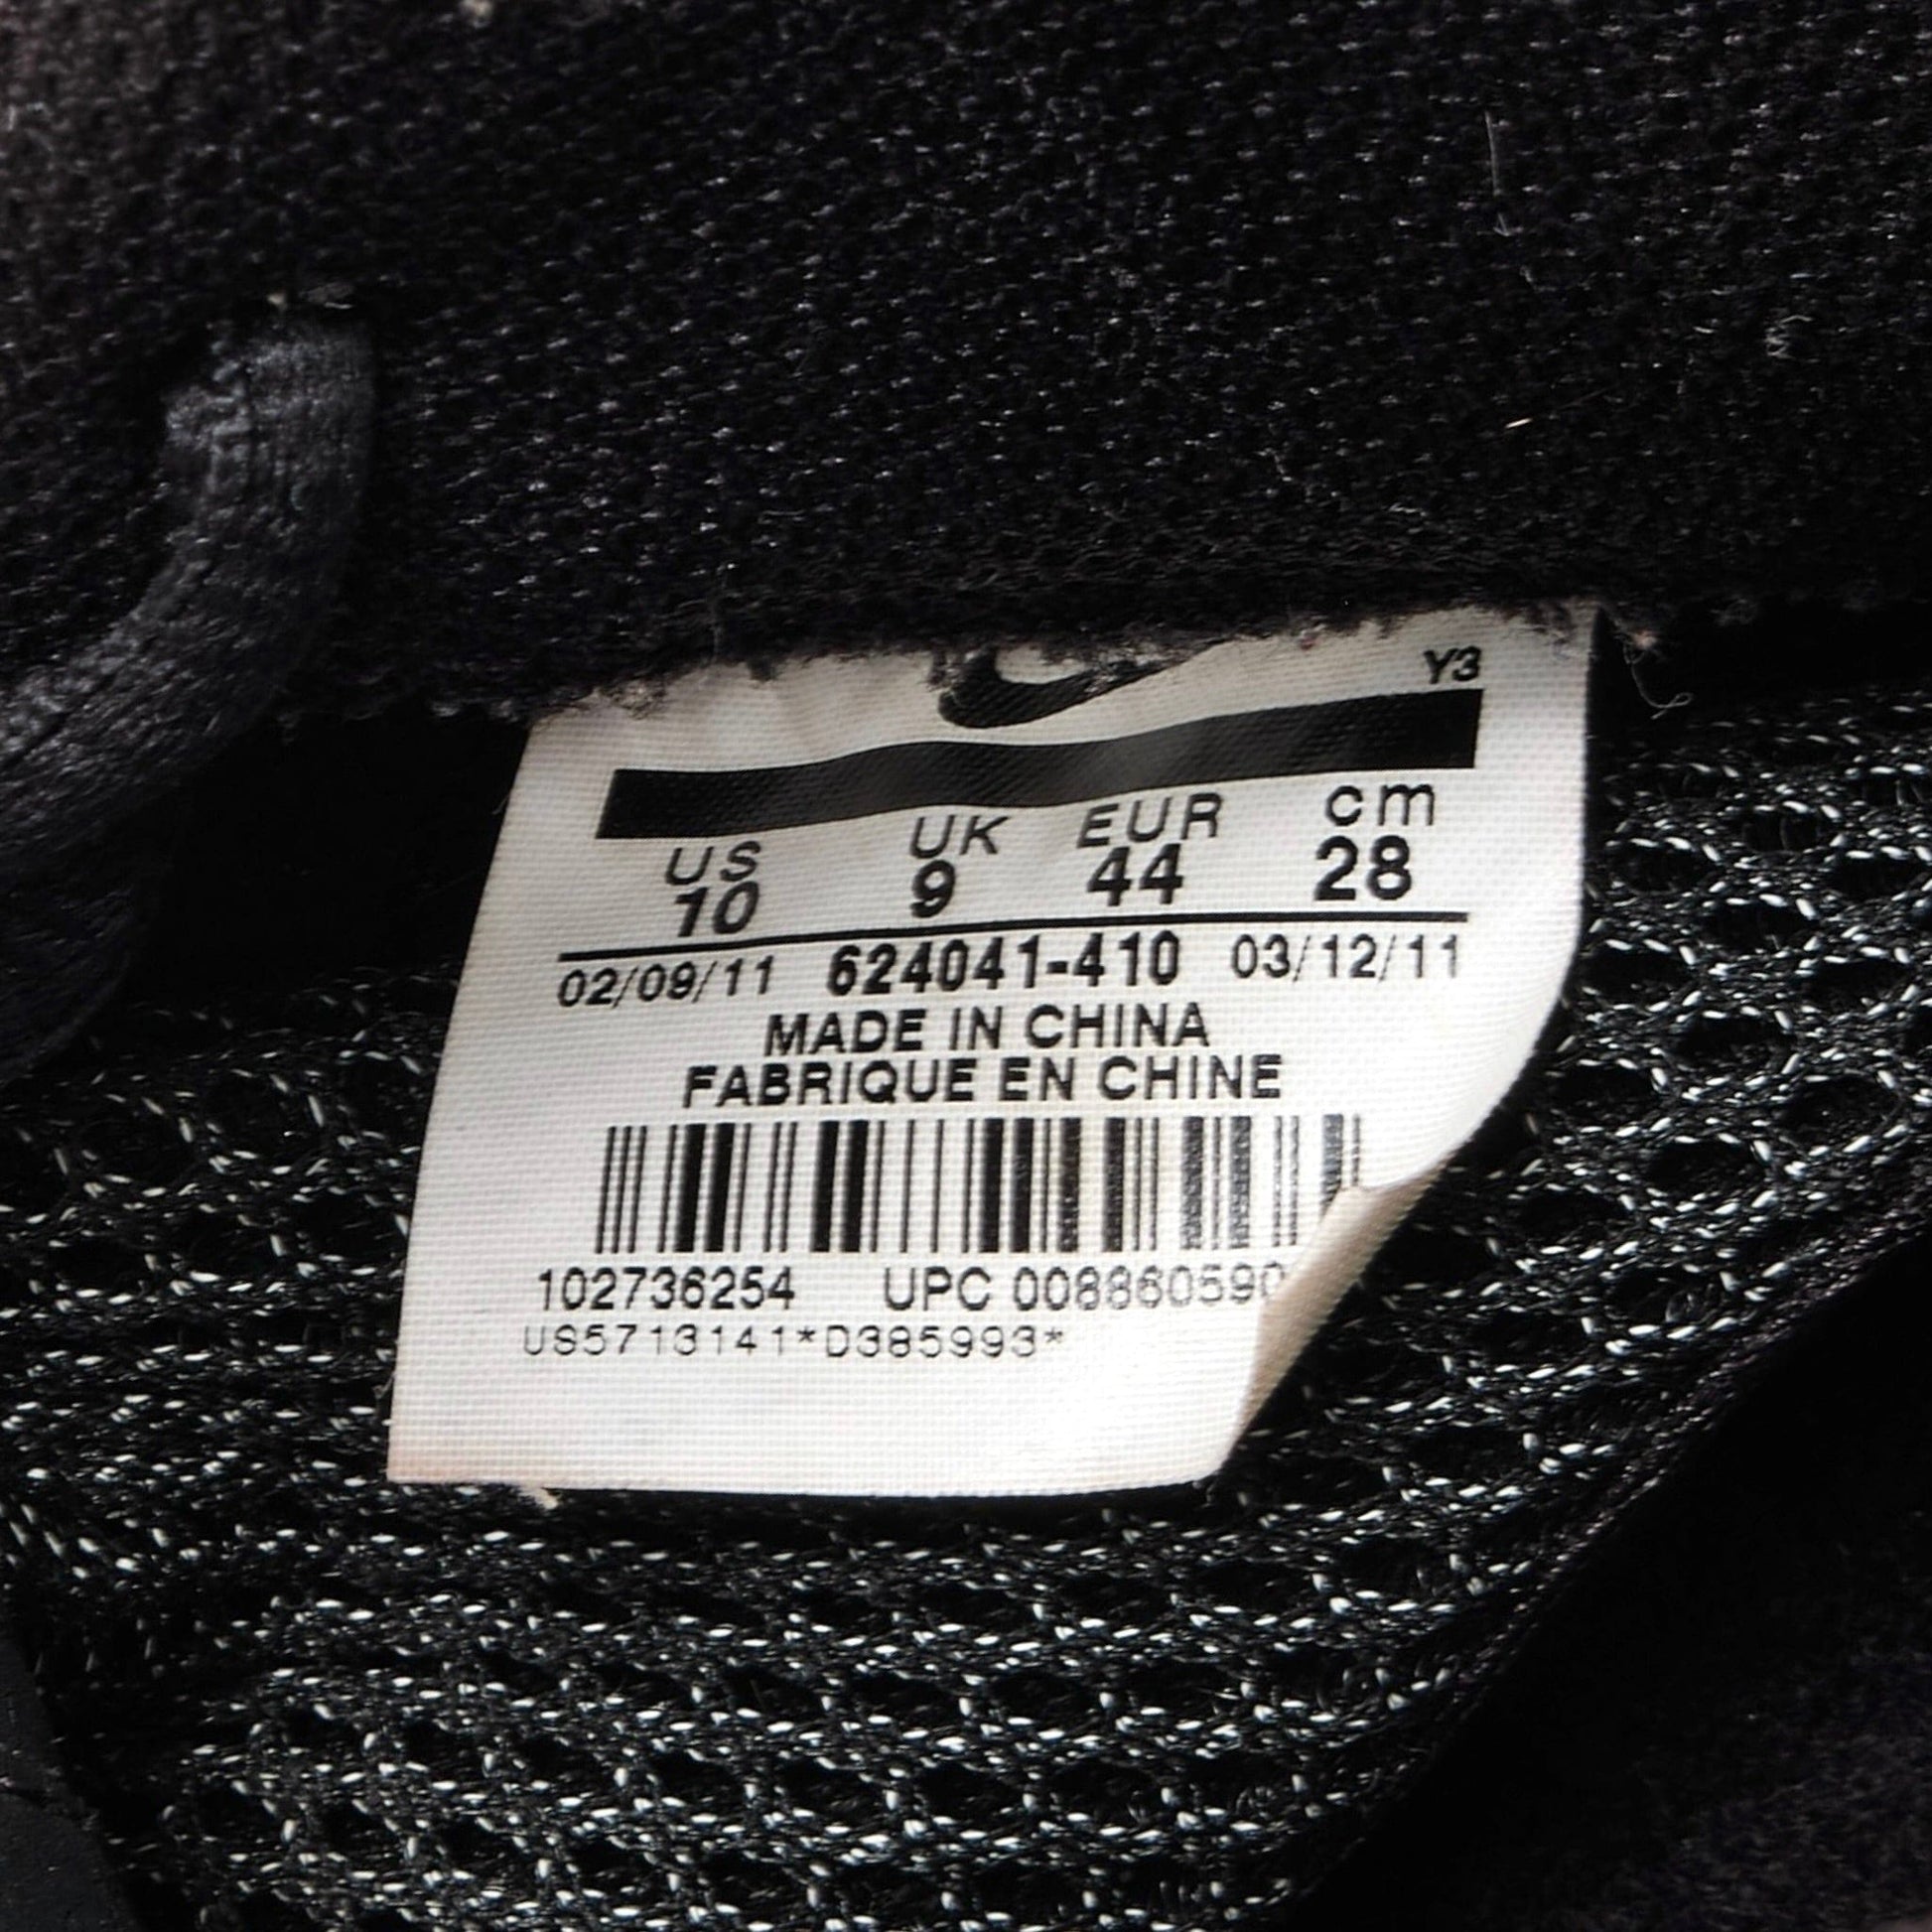 Y3
US UK EUR cm
10 9 44 28
02/09/11 624041-410 03/12/11
MADE IN CHINA
FABRIQUE EN CHINE
102736254 UPC 008860590
US5713141*D385993*